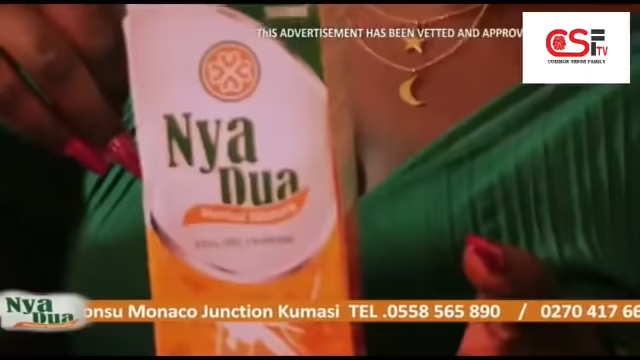 THIS ADVERTISEMENT HAS BEEN VETTED AND APPROV
CSF TV
COMMON SENSE FAMILY
Nya
Dua
Nya
Dua
onsu Monaco Junction Kumasi TEL .0558 565 890 / 0270 417 66